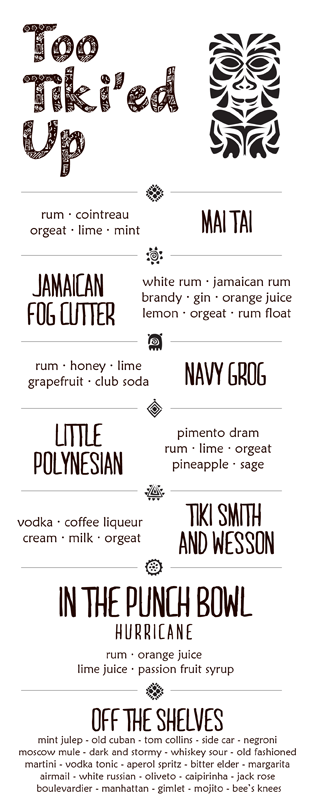 Too
Tiki'ed
Up
rum · cointreau
orgeat · lime · mint
MAI TAI
JAMAICAN
FOG CUTTER
white rum · jamaican rum
brandy · gin · orange juice
lemon · orgeat · rum float
rum · honey · lime
grapefruit · club soda
NAVY GROG
LITTLE
POLYNESIAN
pimento dram
rum · lime · orgeat
pineapple · sage
vodka · coffee liqueur
cream · milk · orgeat
TIKI SMITH
AND WESSON
IN THE PUNCH BOWL
HURRICANE
rum · orange juice
lime juice · passion fruit syrup
OFF THE SHELVES
mint julep - old cuban - tom collins - side car - negroni
moscow mule - dark and stormy - whiskey sour - old fashioned
martini - vodka tonic - aperol spritz - bitter elder - margarita
airmail - white russian - oliveto - caipirinha - jack rose
boulevardier - manhattan - gimlet - mojito - bee's knees